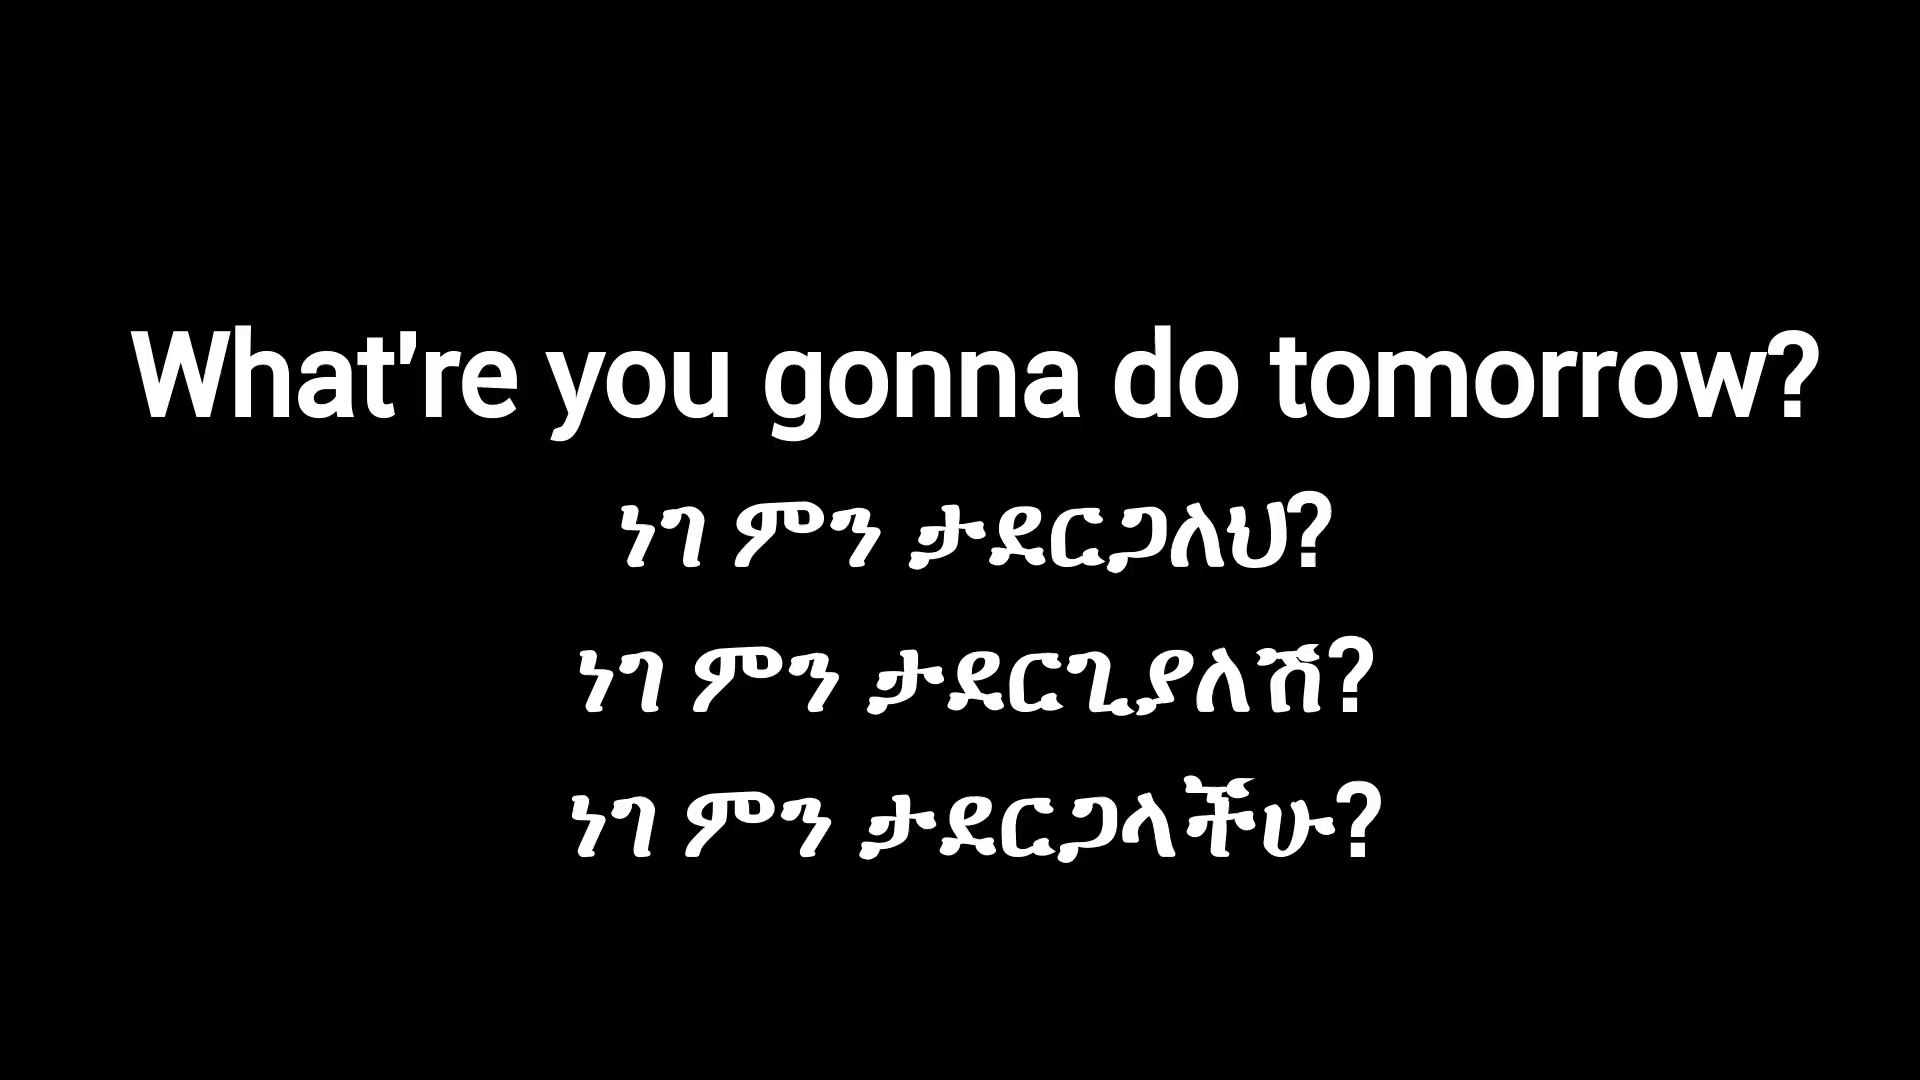 What're you gonna do tomorrow?
ነገ ምን ታደርጋለህ?
ነገ ምን ታደርጊያለሽ?
ነገ ምን ታደርጋላችሁ?